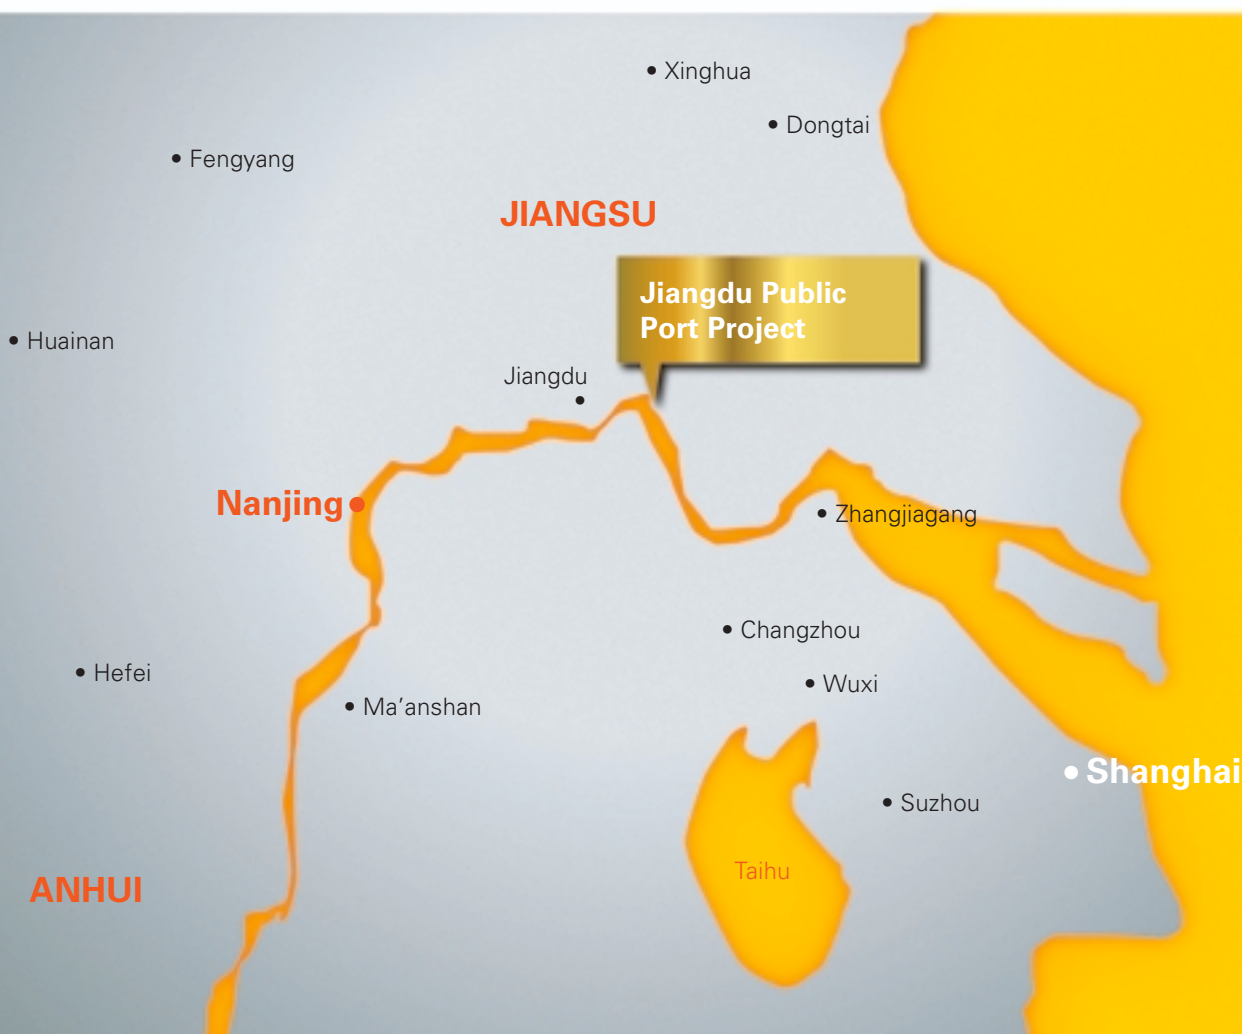 • Xinghua
• Dongtai
• Fengyang
JIANGSU
Jiangdu Public
Port Project
• Huainan
Jiangdu
•
Nanjing •
• Zhangjiagang
• Changzhou
• Hefei
• Wuxi
• Ma’anshan
• Shanghai
• Suzhou
Taihu
ANHUI